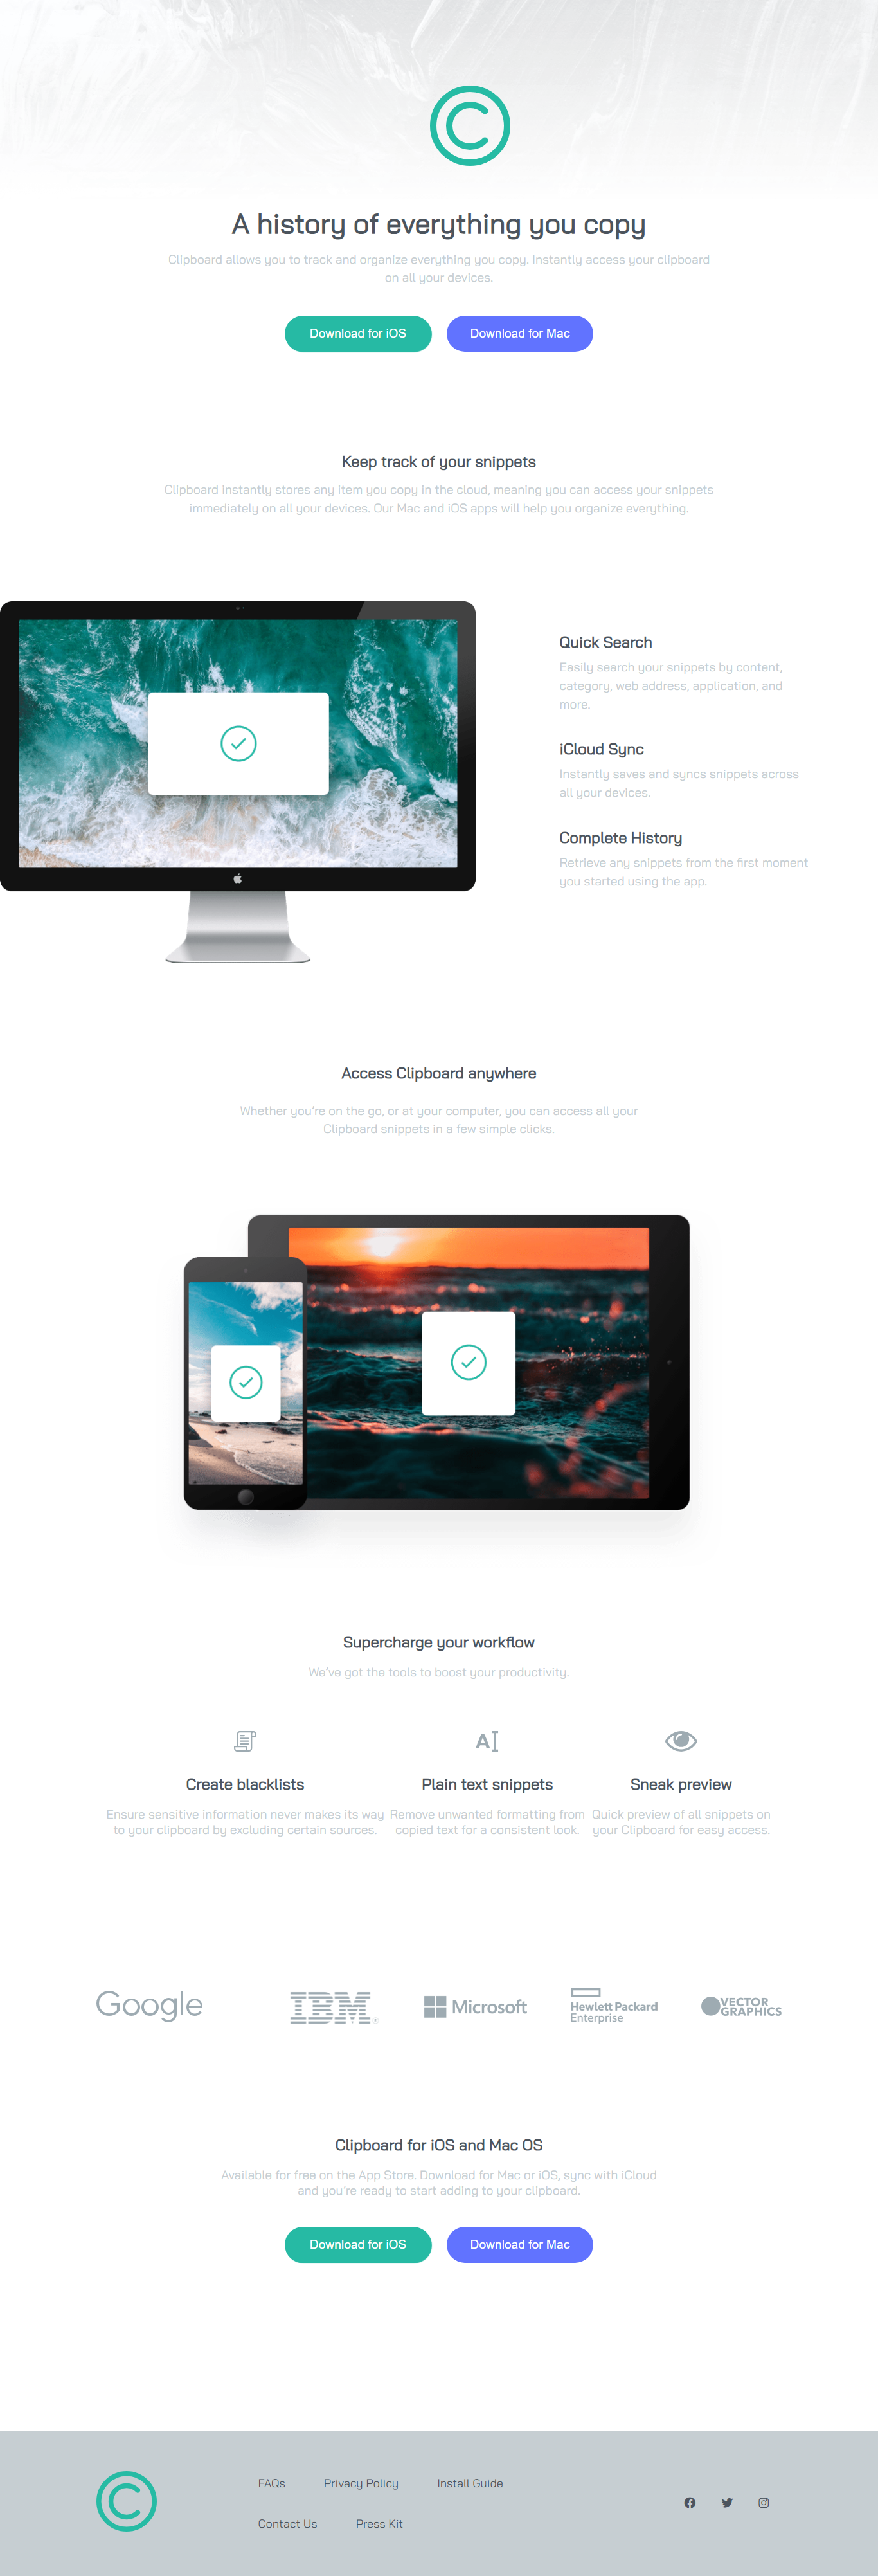 A history of everything you copy
Clipboard allows you to track and organize everything you copy. Instantly access your clipboard
on all your devices.
Download for iOS
Download for Mac
Keep track of your snippets
Clipboard instantly stores any item you copy in the cloud, meaning you can access your snippets
immediately on all your devices. Our Mac and iOS apps will help you organize everything.
Quick Search
Easily search your snippets by content,
category, web address, application, and
more.
iCloud Sync
Instantly saves and syncs snippets across
all your devices.
Complete History
Retrieve any snippets from the first moment
you started using the app.
Access Clipboard anywhere
Whether you’re on the go, or at your computer, you can access all your
Clipboard snippets in a few simple clicks.
Supercharge your workflow
We’ve got the tools to boost your productivity.
Create blacklists
Ensure sensitive information never makes its way
to your clipboard by excluding certain sources.
Plain text snippets
Remove unwanted formatting from
copied text for a consistent look.
Sneak preview
Quick preview of all snippets on
your Clipboard for easy access.
Google
IBM
Microsoft
Hewlett Packard
Enterprise
VECTOR
GRAPHICS
Clipboard for iOS and Mac OS
Available for free on the App Store. Download for Mac or iOS, sync with iCloud
and you’re ready to start adding to your clipboard.
Download for iOS
Download for Mac
FAQs
Privacy Policy
Install Guide
Contact Us
Press Kit